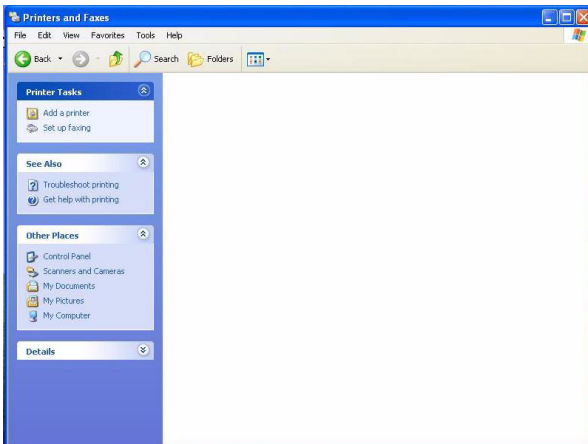 Printers and Faxes
File Edit View Favorites Tools Help
Back Search Folders
Printer Tasks
Add a printer
Set up faxing
See Also
Troubleshoot printing
Get help with printing
Other Places
Control Panel
Scanners and Cameras
My Documents
My Pictures
My Computer
Details